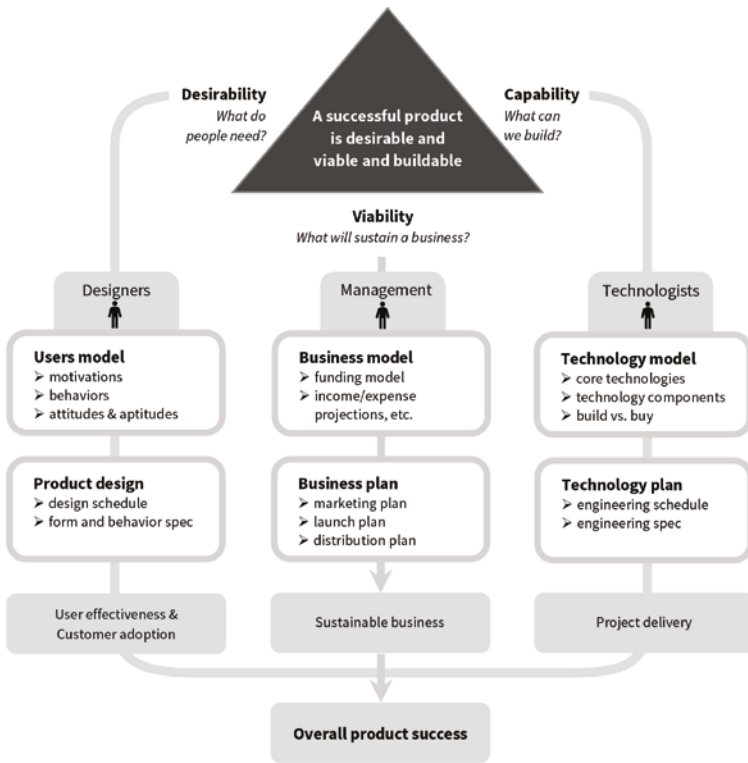 Desirability
What do
people need?
A successful product
is desirable and
viable and buildable
Capability
What can
we build?
Viability
What will sustain a business?
Designers
Users model
➢ motivations
➢ behaviors
➢ attitudes & aptitudes
Product design
➢ design schedule
➢ form and behavior spec
User effectiveness &
Customer adoption
Management
Business model
➢ funding model
➢ income/expense
projections, etc.
Business plan
➢ marketing plan
➢ launch plan
➢ distribution plan
Sustainable business
Technologists
Technology model
➢ core technologies
➢ technology components
➢ build vs. buy
Technology plan
➢ engineering schedule
➢ engineering spec
Project delivery
Overall product success